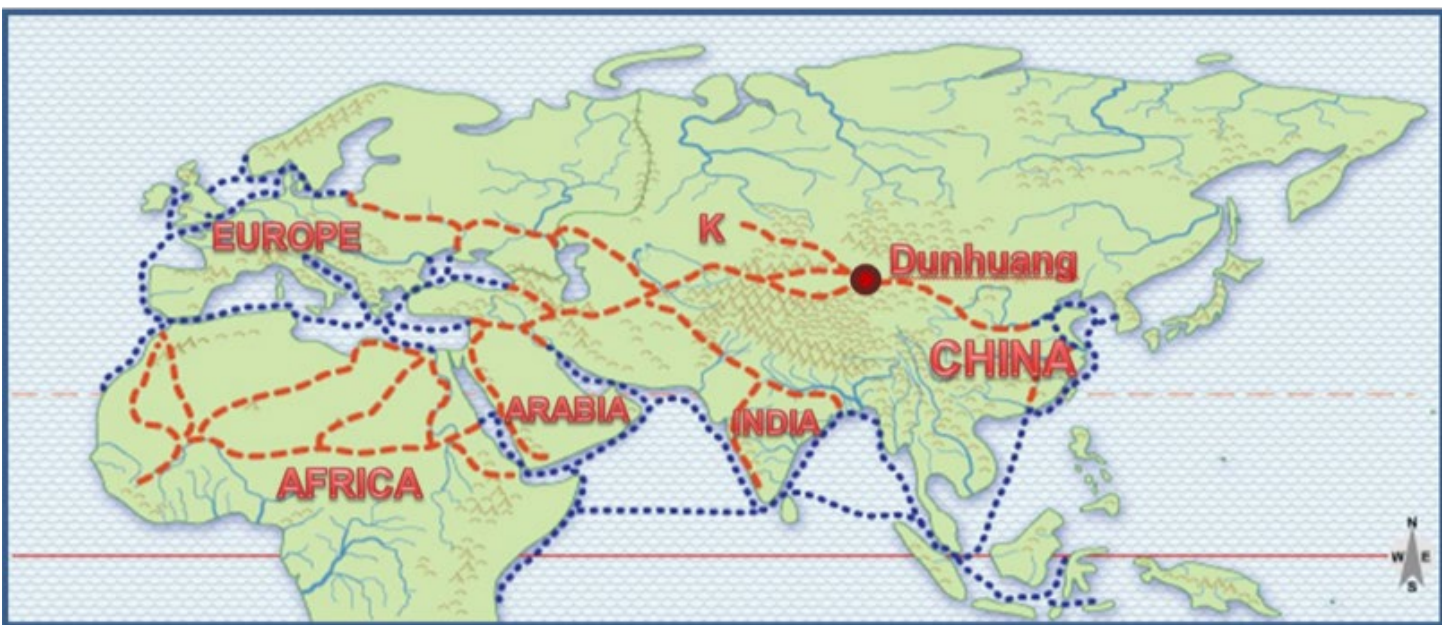 K
EUROPE
Dunhuang
CHINA
ARABIA
INDIA
AFRICA
N
W E
S